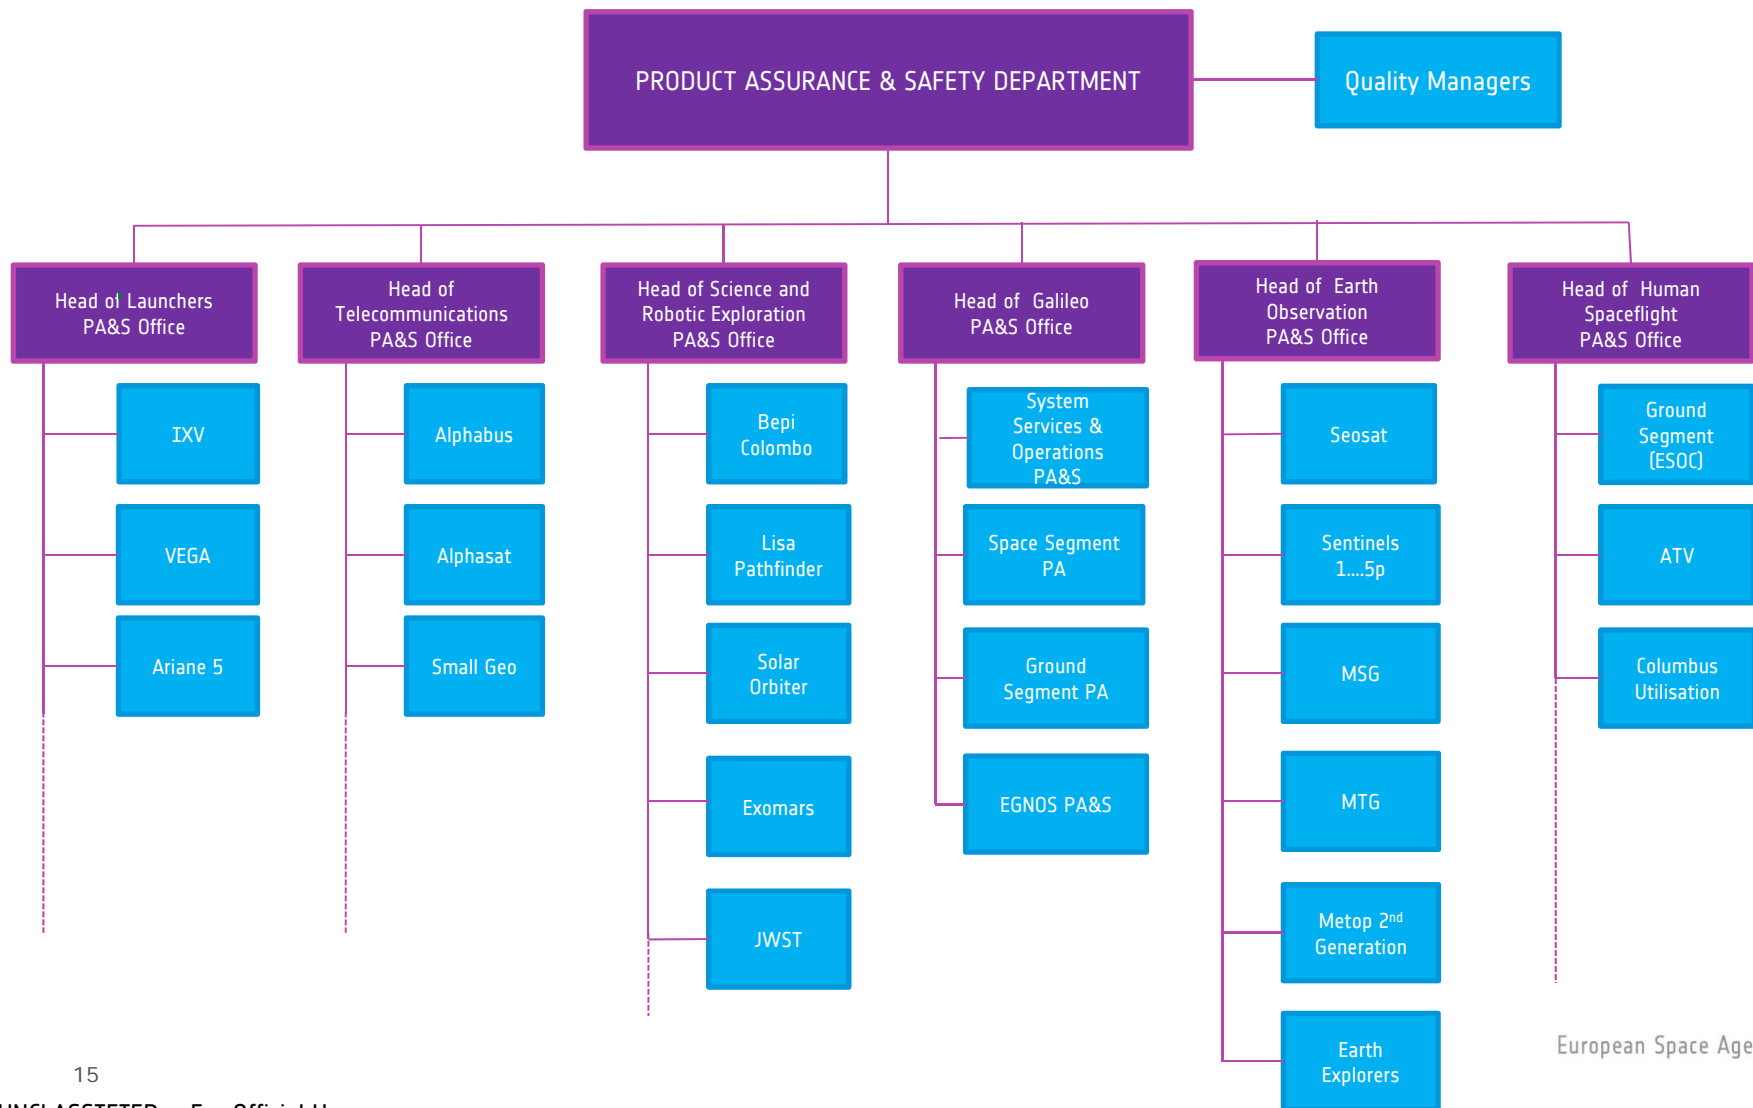 PRODUCT ASSURANCE & SAFETY DEPARTMENT
Quality Managers
Head of Launchers
PA&S Office
IXV
VEGA
Ariane 5
Head of
Telecommunications
PA&S Office
Alphabus
Alphasat
Small Geo
Head of Science and
Robotic Exploration
PA&S Office
Bepi
Colombo
Lisa
Pathfinder
Solar
Orbiter
Exomars
JWST
Head of Galileo
PA&S Office
System
Services &
Operations
PA&S
Space Segment
PA
Ground
Segment PA
EGNOS PA&S
Head of Earth
Observation
PA&S Office
Seosat
Sentinels
1....5p
MSG
MTG
Metop 2nd
Generation
Earth
Explorers
Head of Human
Spaceflight
PA&S Office
Ground
Segment
(ESOC)
ATV
Columbus
Utilisation
European Space Age
15